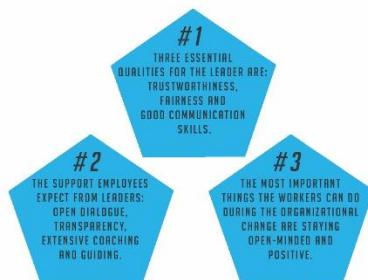 #1
THREE ESSENTIAL
QUALITIES FOR THE LEADER ARE:
TRUSTWORTHINESS,
FAIRNESS AND
GOOD COMMUNICATION
SKILLS.
#2
THE SUPPORT EMPLOYEES
EXPECT FROM LEADERS:
OPEN DIALOGUE,
TRANSPARENCY,
EXTENSIVE COACHING
AND GUIDING.
#3
THE MOST IMPORTANT
THINGS THE WORKERS CAN DO
DURING THE ORGANIZATIONAL
CHANGE ARE STAYING
OPEN-MINDED AND
POSITIVE.